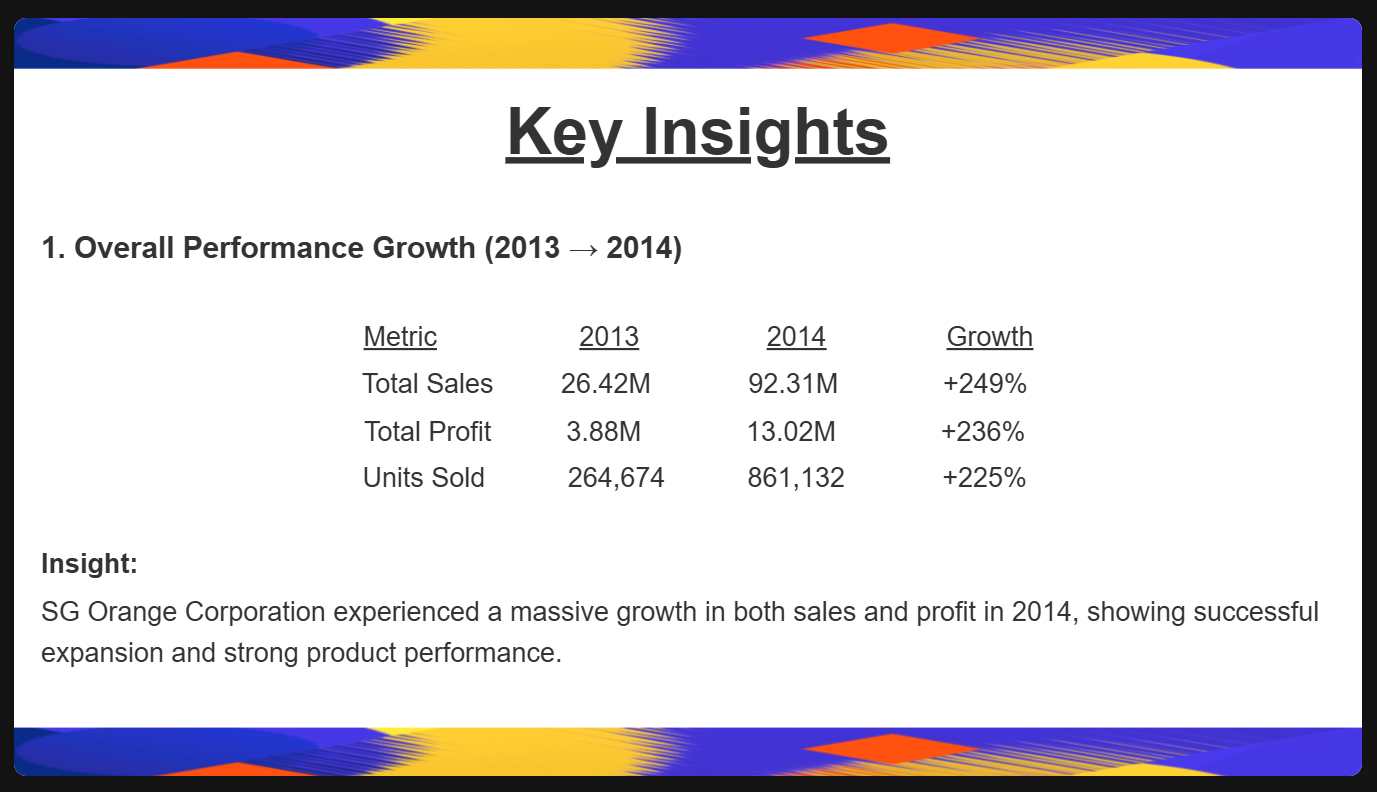 Key Insights
1. Overall Performance Growth (2013 → 2014)
Metric 2013 2014 Growth
Total Sales 26.42M 92.31M +249%
Total Profit 3.88M 13.02M +236%
Units Sold 264,674 861,132 +225%
Insight:
SG Orange Corporation experienced a massive growth in both sales and profit in 2014, showing successful
expansion and strong product performance.